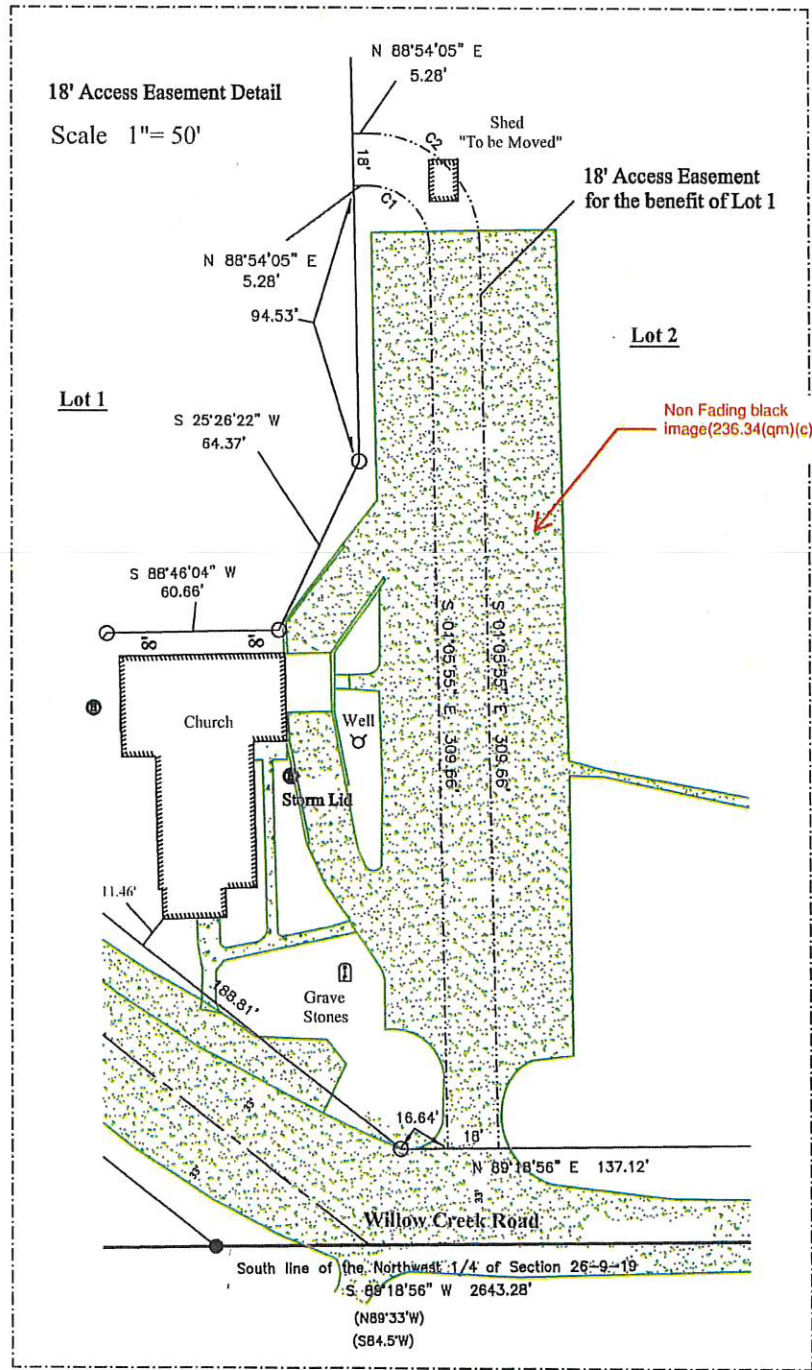 N 88°54'05" E
5.28'
18' Access Easement Detail
Scale 1"= 50'
Shed
"To be Moved"
C2
18'
C1
18' Access Easement
for the benefit of Lot 1
N 88°54'05" E
5.28'
94.53'
Lot 2
Lot 1
Non Fading black
image(236.34(qm)(c)
S 25°26'22" W
64.37'
S 88°46'04" W
60.66'
8'
8'
S 01°05'55" E 309.66'
S 01°05'55" E 309.66'
Church
Well
Storm Lid
11.46'
188.81'
Grave
Stones
33'
33'
16.64'
18'
N 89°18'56" E 137.12'
33'
Willow Creek Road
South line of the Northwest 1/4 of Section 26-9-19
S 89°18'56" W 2643.28'
(N89°33'W)
(S84.5'W)